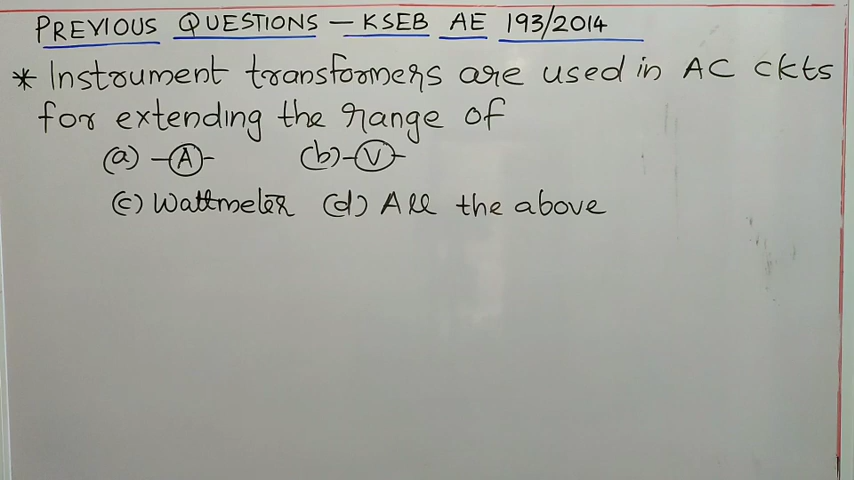 PREVIOUS QUESTIONS - KSEB AE 193/2014
* Instrument transformers are used in AC ckts
for extending the range of
(a) -A- (b) -V-
(c) Wattmeter (d) All the above